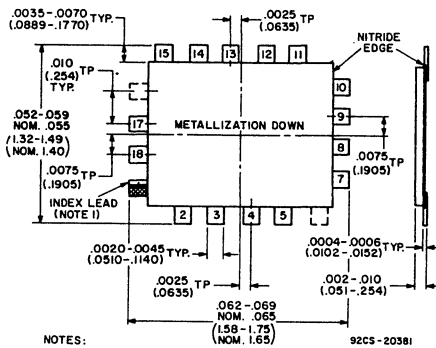 .0035-.0070 TYP.
(.0889-.1770)
.0025 TP
(.0635)
NITRIDE
EDGE
15
14
13
12
11
.010 TP
(.254)
TYP.
10
.052-.059
NOM. .055
(1.32-1.49
NOM. 1.40)
17
METALLIZATION DOWN
9
18
8
.0075 TP
(.1905)
.0075 TP
(.1905)
7
INDEX LEAD
(NOTE 1)
2
3
4
5
.0020-.0045 TYP.
(.0510-.1140)
.0004-.0006 TYP.
(.0102-.0152)
.0025 TP
(.0635)
.002-.010
(.051-.254)
.062-.069
NOM. .065
(1.58-1.75
NOM. 1.65)
NOTES:
92CS-20381